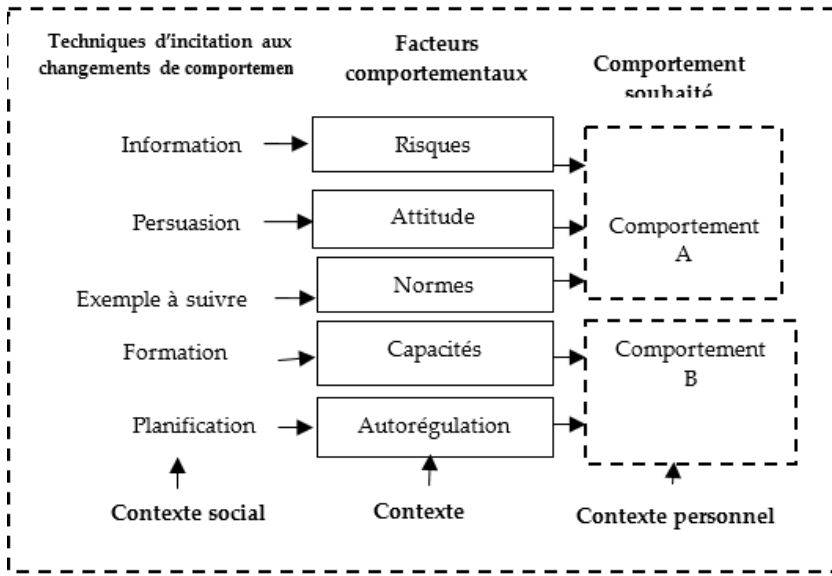 Techniques d'incitation aux
changements de comportemen
Facteurs
comportementaux
Comportement
souhaité
Information
Risques
Persuasion
Attitude
Comportement
A
Exemple à suivre
Normes
Formation
Capacités
Comportement
B
Planification
Autorégulation
Contexte social
Contexte
Contexte personnel